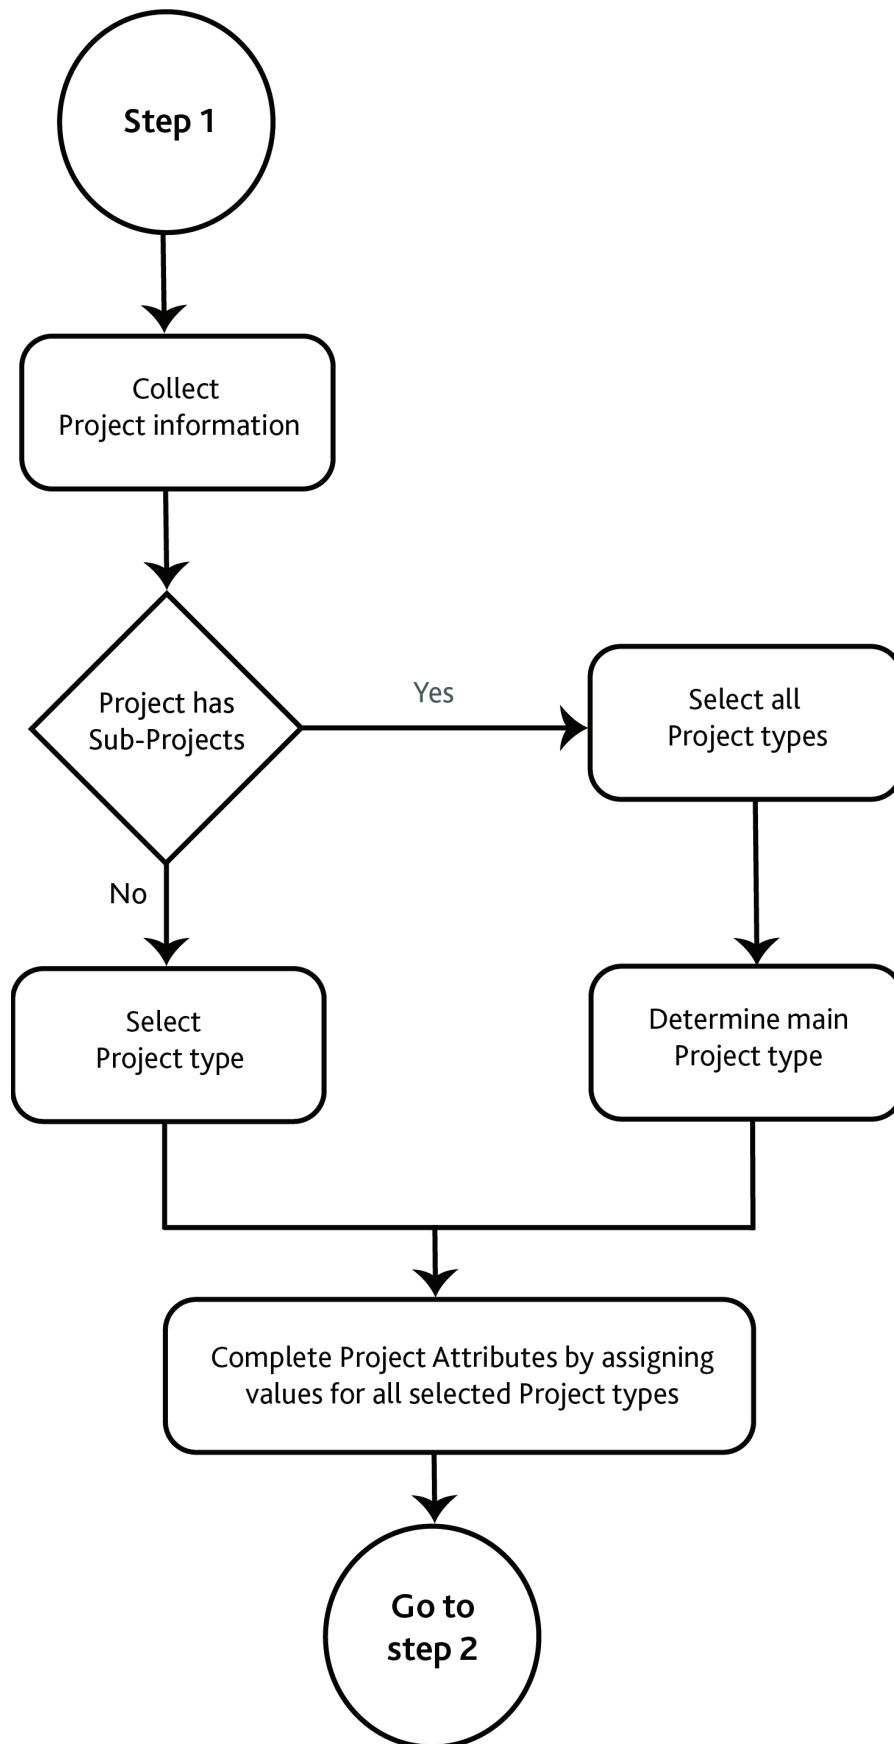 Step 1
Collect
Project information
Project has
Sub-Projects
Yes
Select all
Project types
No
Select
Project type
Determine main
Project type
Complete Project Attributes by assigning
values for all selected Project types
Go to
step 2